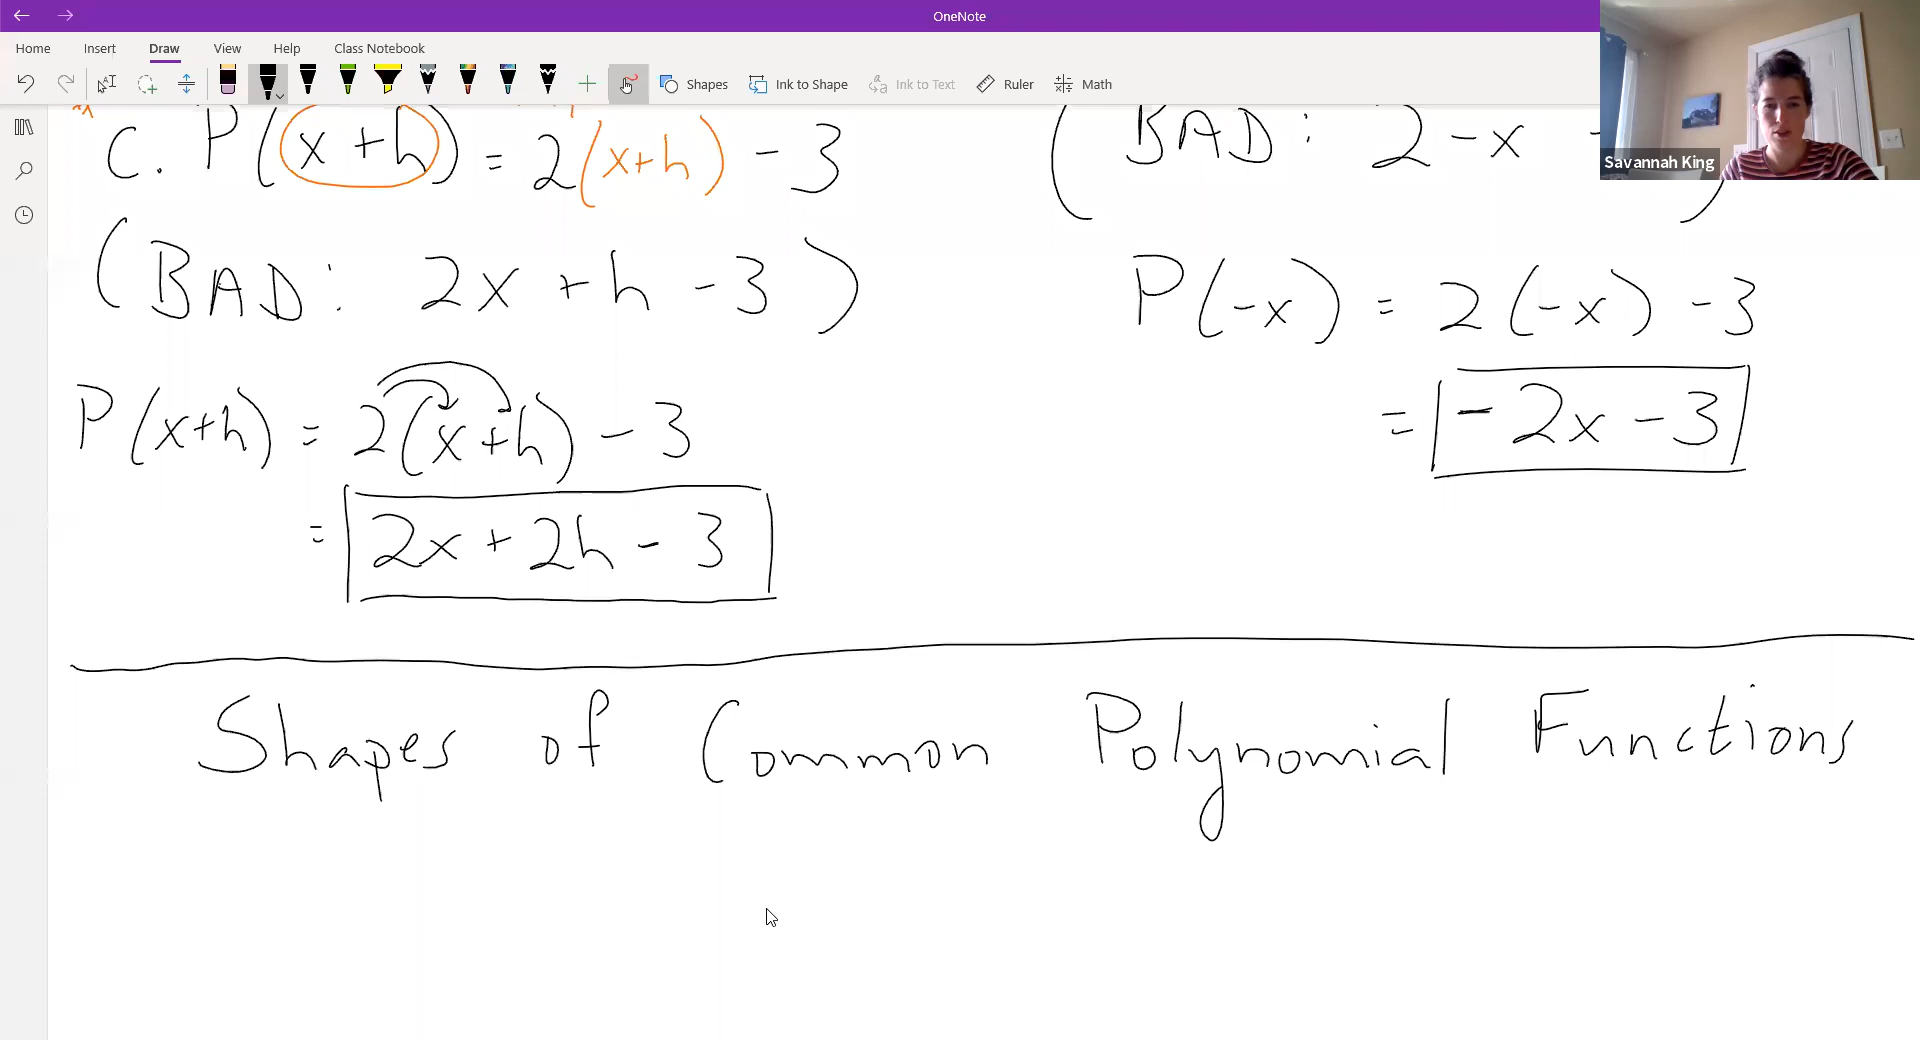 OneNote
Home Insert Draw View Help Class Notebook
Shapes Ink to Shape Ink to Text Ruler Math
Savannah King
C. P(x+h) = 2(x+h) - 3
(BAD: 2x + h - 3)
P(x+h) = 2(x+h) - 3
= 2x + 2h - 3
(BAD: 2 - x
P(-x) = 2(-x) - 3
= -2x - 3
Shapes of Common Polynomial Functions